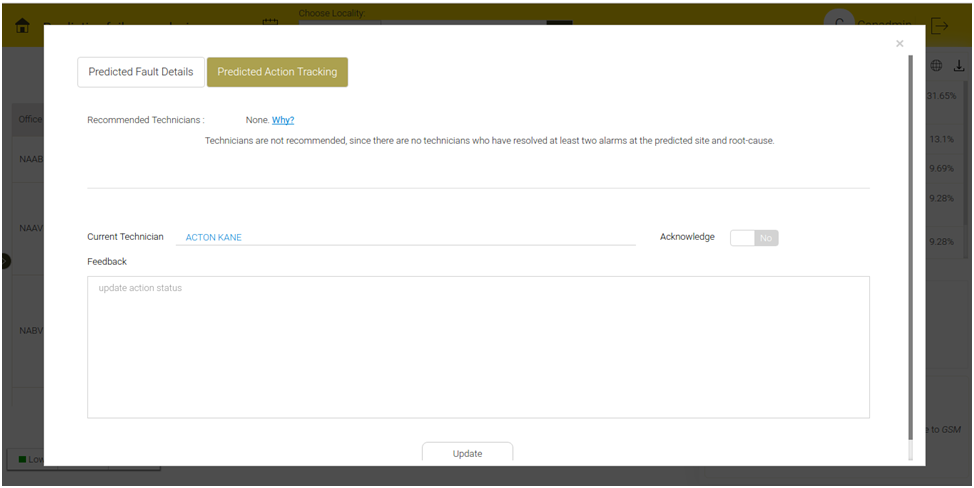 Choose Locality:
×
Predicted Fault Details
Predicted Action Tracking
31.65%
Office
Recommended Technicians :
None. Why?
13.1%
Technicians are not recommended, since there are no technicians who have resolved at least two alarms at the predicted site and root-cause.
NAAB
9.69%
9.28%
NAAV
Current Technician
ACTON KANE
Acknowledge
No
9.28%
Feedback
update action status
NABV
e to GSM
Update
Low